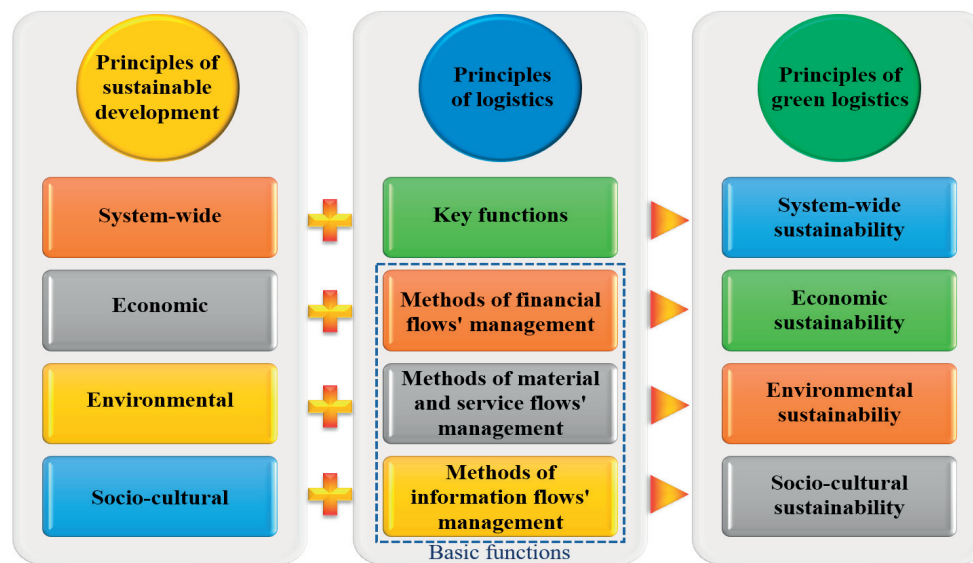 Principles of
sustainable
development
Principles
of logistics
Principles of
green logistics
System-wide
Key functions
System-wide
sustainability
Economic
Methods of financial
flows' management
Economic
sustainability
Environmental
Methods of material
and service flows'
management
Environmental
sustainabiliy
Socio-cultural
Methods of
information flows'
management
Socio-cultural
sustainability
Basic functions